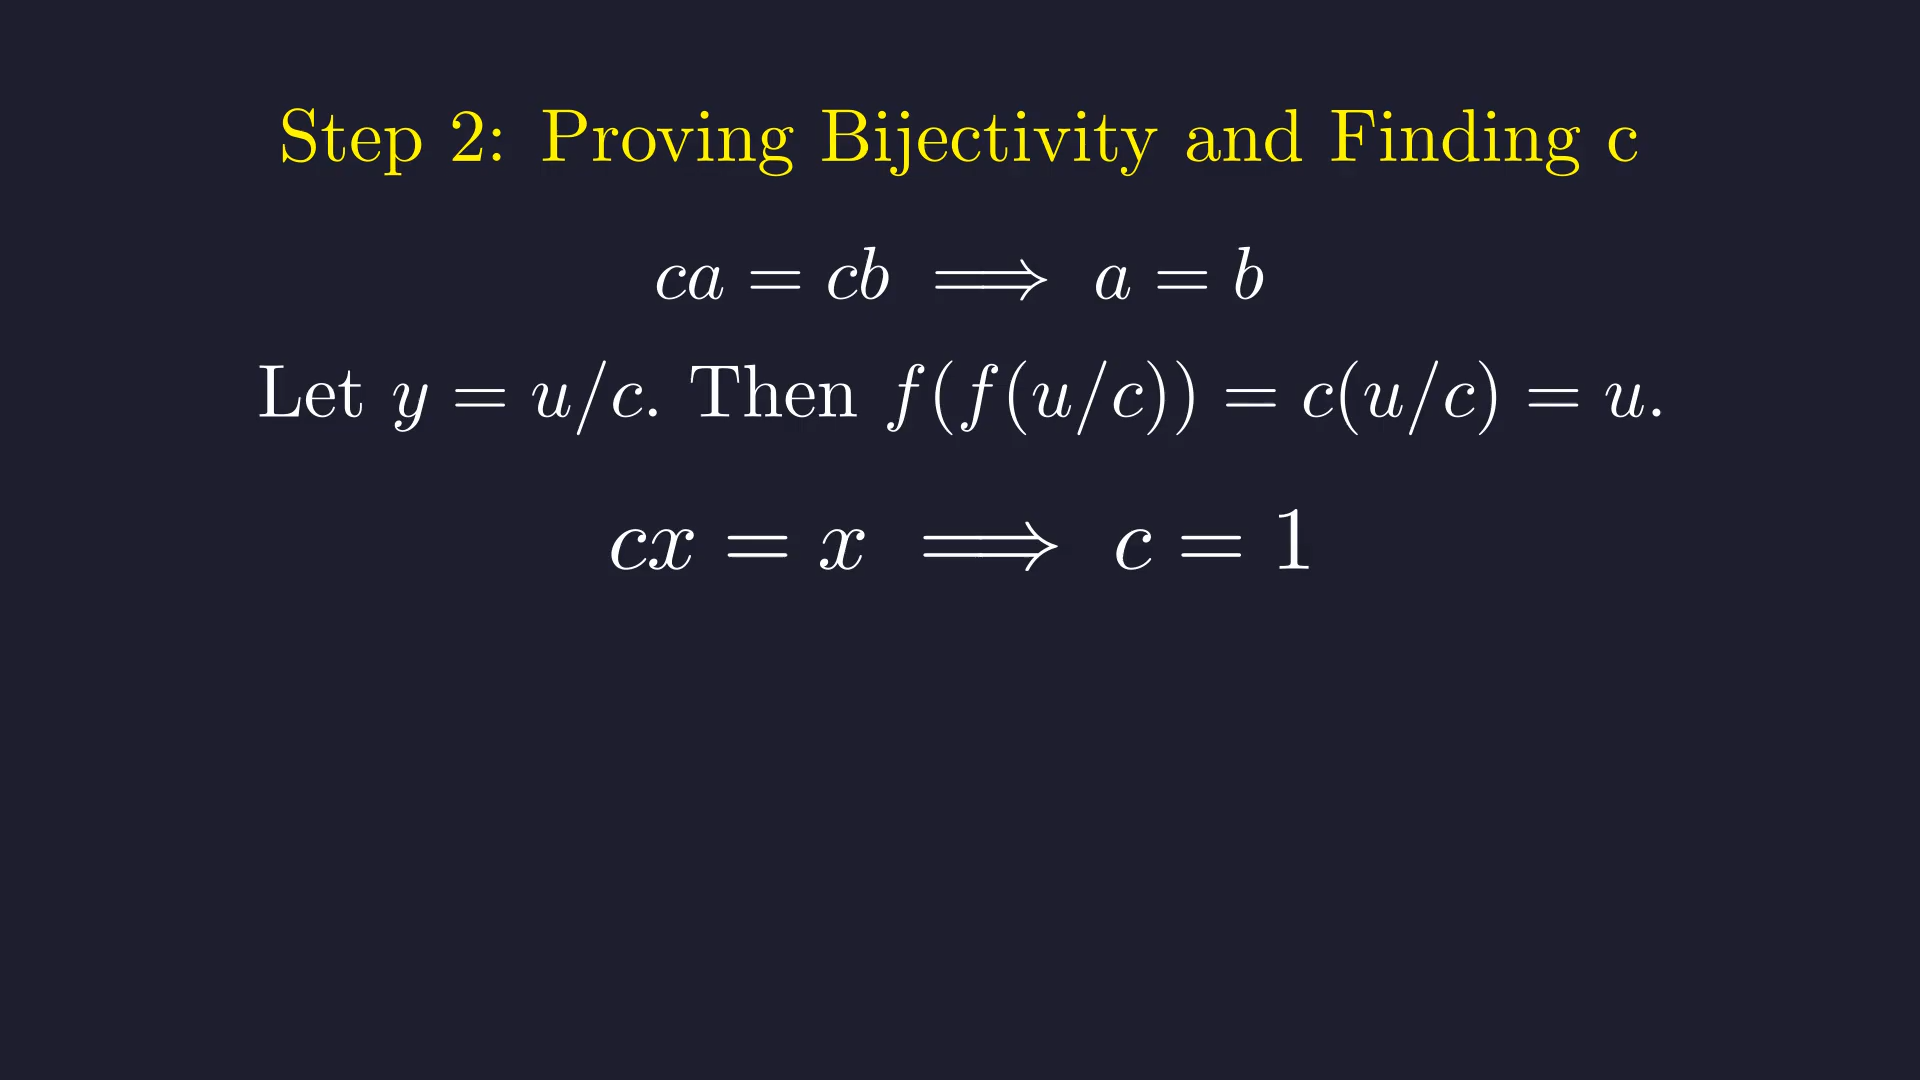 Step 2: Proving Bijectivity and Finding c
ca = cb ⟹ a = b
Let y = u/c. Then f(f(u/c)) = c(u/c) = u.
cx = x ⟹ c = 1